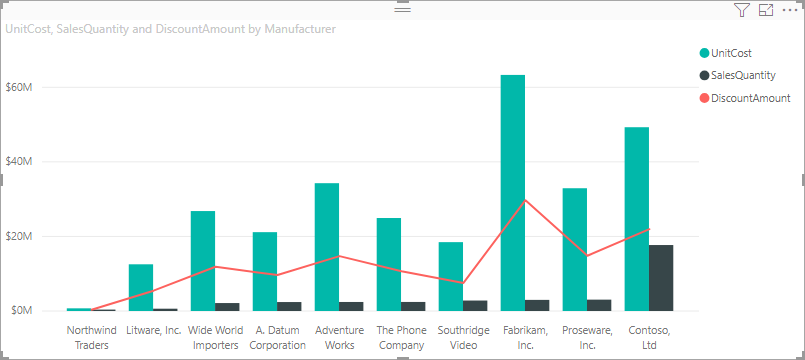 UnitCost, SalesQuantity and DiscountAmount by Manufacturer
UnitCost
SalesQuantity
DiscountAmount
$60M
$40M
$20M
$0M
Northwind Traders
Litware, Inc.
Wide World Importers
A. Datum Corporation
Adventure Works
The Phone Company
Southridge Video
Fabrikam, Inc.
Proseware, Inc.
Contoso, Ltd